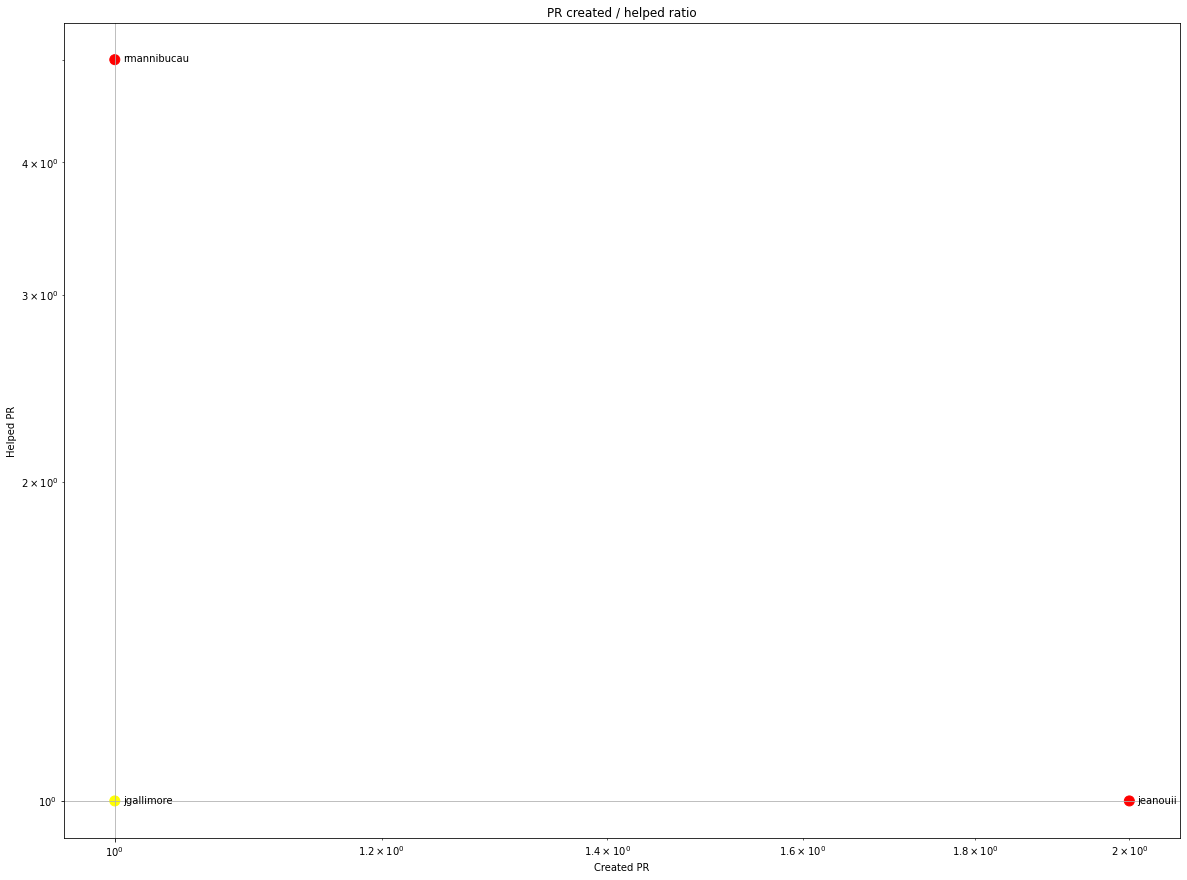 PR created / helped ratio
rmannibucau
4 × 10⁰
3 × 10⁰
Helped PR
2 × 10⁰
10⁰
jgallimore
jeanouii
10⁰
1.2 × 10⁰
1.4 × 10⁰
1.6 × 10⁰
1.8 × 10⁰
2 × 10⁰
Created PR